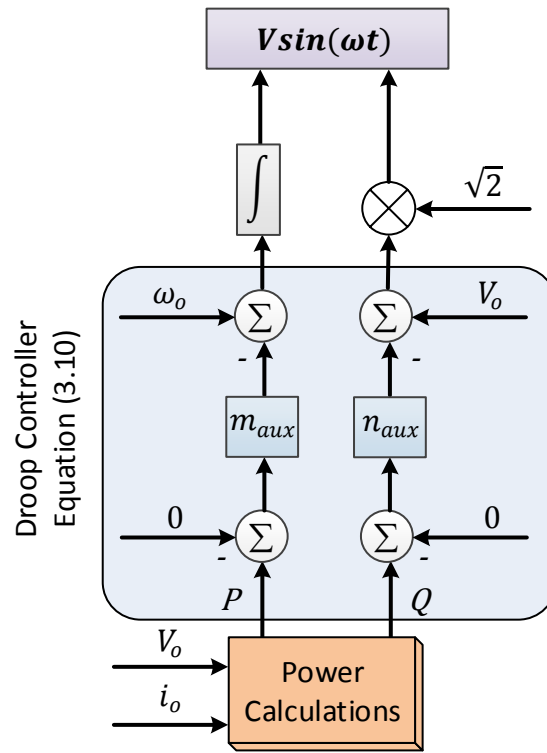 Vsin(ωt)
∫
√2
ω_o
Σ
Σ
V_o
-
-
m_aux
n_aux
0
Σ
Σ
0
-
-
P
Q
Droop Controller
Equation (3.10)
V_o
i_o
Power
Calculations